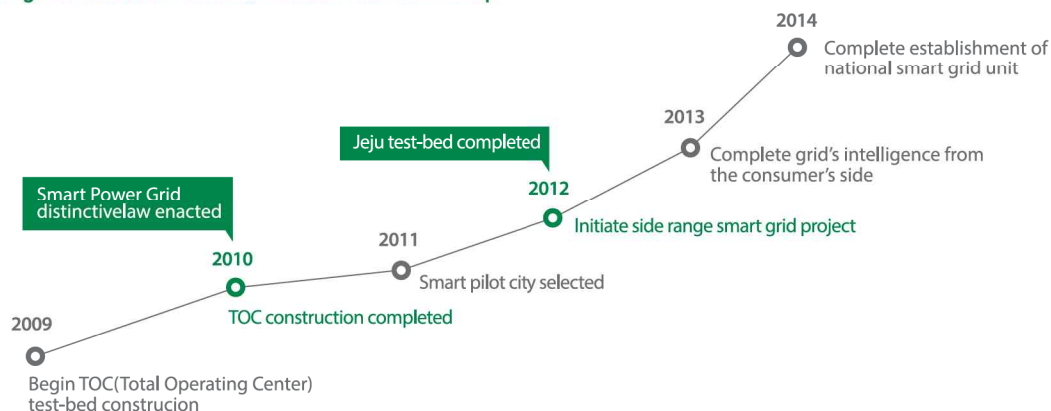 2014
Complete establishment of
national smart grid unit
2013
Complete grid's intelligence from
the consumer's side
Jeju test-bed completed
2012
Initiate side range smart grid project
Smart Power Grid
distinctivelaw enacted
2011
Smart pilot city selected
2010
TOC construction completed
2009
Begin TOC(Total Operating Center)
test-bed construcion